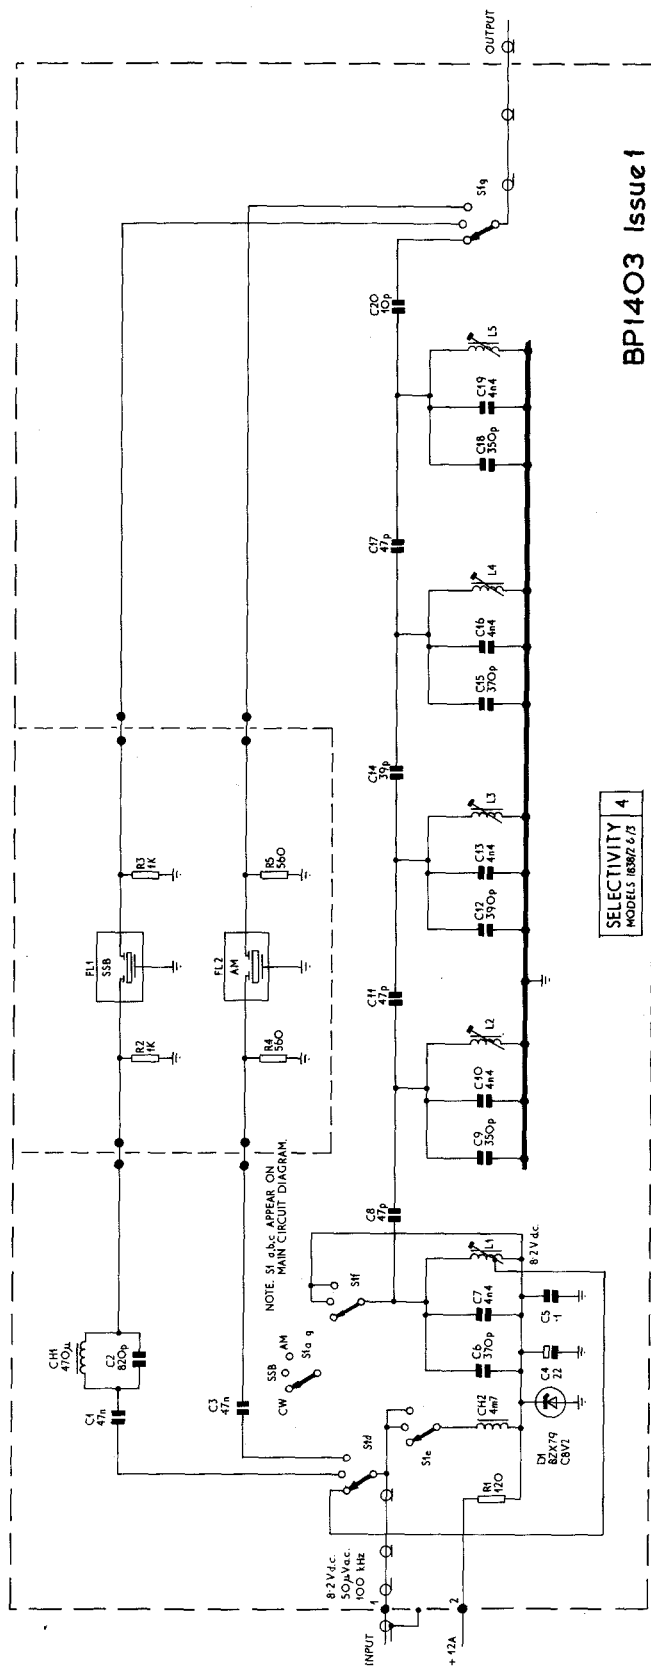 INPUT
8·2 V d.c.
50μV a.c.
100 kHz
1
2
+12A
R1
120
D1
BZX79
C8V2
C4
22
C5
·1
8·2 V d.c.
CH2
4m7
S1e
S1d
C1
47n
CH1
470μ
C2
820p
C3
47n
CW
SSB
AM
S1a-g
S1f
NOTE. S1 a,b,c APPEAR ON
MAIN CIRCUIT DIAGRAM.
C6
370p
C7
4n4
L1
C8
47p
C9
350p
C10
4n4
L2
C11
47p
C12
390p
C13
4n4
L3
C14
39p
C15
370p
C16
4n4
L4
C17
47p
C18
350p
C19
4n4
L5
C20
10p
R2
1K
FL1
SSB
R3
1K
R4
560
FL2
AM
R5
560
S1g
OUTPUT
SELECTIVITY 4
MODELS 1838/2 & /3
BP1403 Issue 1